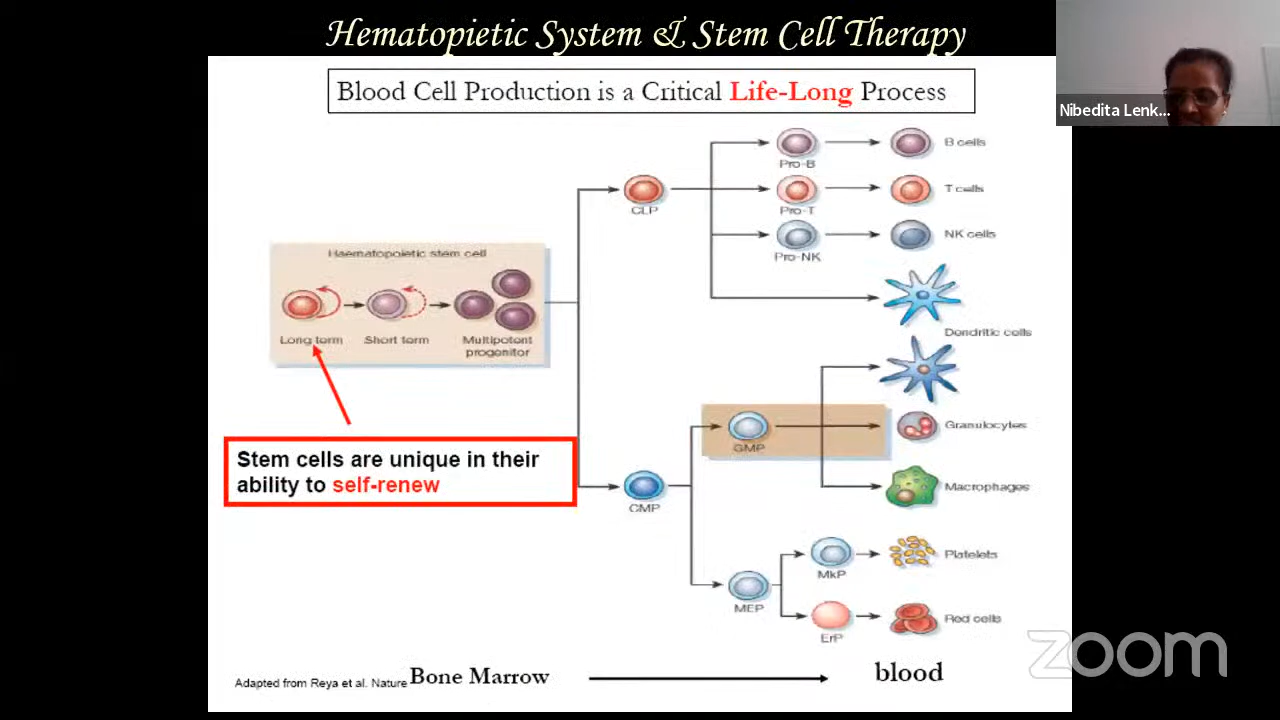 Hematopietic System & Stem Cell Therapy
Blood Cell Production is a Critical Life-Long Process
Nibedita Lenk...
Pro-B
B cells
CLP
Pro-T
T cells
Pro-NK
NK cells
Haematopoietic stem cell
Long term
Short term
Multipotent
progenitor
Dendritic cells
Stem cells are unique in their
ability to self-renew
GMP
Granulocytes
CMP
Macrophages
MkP
Platelets
MEP
ErP
Red cells
zoom
Adapted from Reya et al. Nature
Bone Marrow
blood